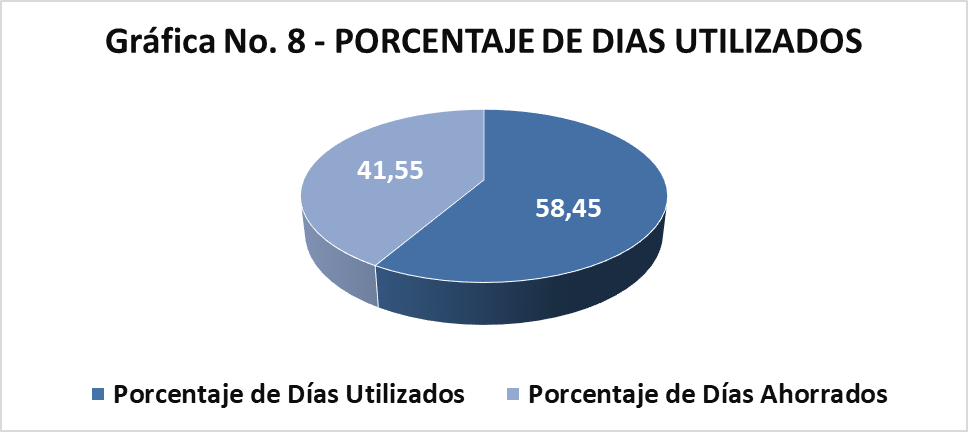 Gráfica No. 8 - PORCENTAJE DE DIAS UTILIZADOS
41,55
58,45
Porcentaje de Días Utilizados
Porcentaje de Días Ahorrados